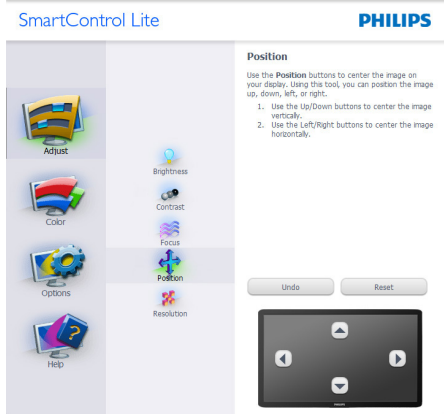 SmartControl Lite
PHILIPS
Adjust
Color
Options
Help
Brightness
Contrast
Focus
Position
Resolution
Position
Use the Position buttons to center the image on
your display. Using this tool, you can position the image
up, down, left, or right.
1. Use the Up/Down buttons to center the image
vertically.
2. Use the Left/Right buttons to center the image
horizontally.
Undo
Reset
PHILIPS